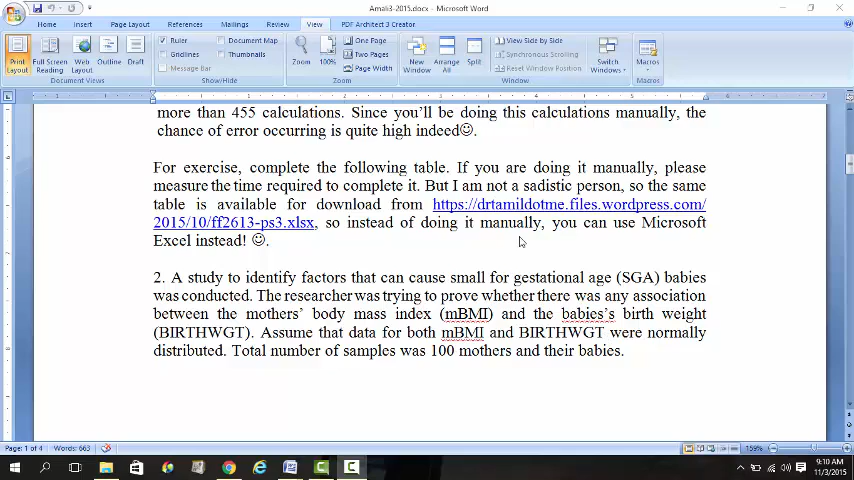 Amali3-2015.docx - Microsoft Word
Home Insert Page Layout References Mailings Review View PDF Architect 3 Creator
Print Layout Full Screen Reading Web Layout Outline Draft
Document Views
Ruler Document Map
Gridlines Thumbnails
Message Bar
Show/Hide
Zoom 100% One Page
Two Pages
Page Width
Zoom
New Window Arrange All Split
View Side by Side
Synchronous Scrolling
Reset Window Position
Window
Switch Windows
Macros
Macros
more than 455 calculations. Since you'll be doing this calculations manually, the
chance of error occurring is quite high indeed☺.
For exercise, complete the following table. If you are doing it manually, please
measure the time required to complete it. But I am not a sadistic person, so the same
table is available for download from https://drtamildotme.files.wordpress.com/
2015/10/ff2613-ps3.xlsx, so instead of doing it manually, you can use Microsoft
Excel instead! ☺.
2. A study to identify factors that can cause small for gestational age (SGA) babies
was conducted. The researcher was trying to prove whether there was any association
between the mothers' body mass index (mBMI) and the babies's birth weight
(BIRTHWGT). Assume that data for both mBMI and BIRTHWGT were normally
distributed. Total number of samples was 100 mothers and their babies.
Page: 1 of 4 Words: 663 159%
9:10 AM
11/3/2015